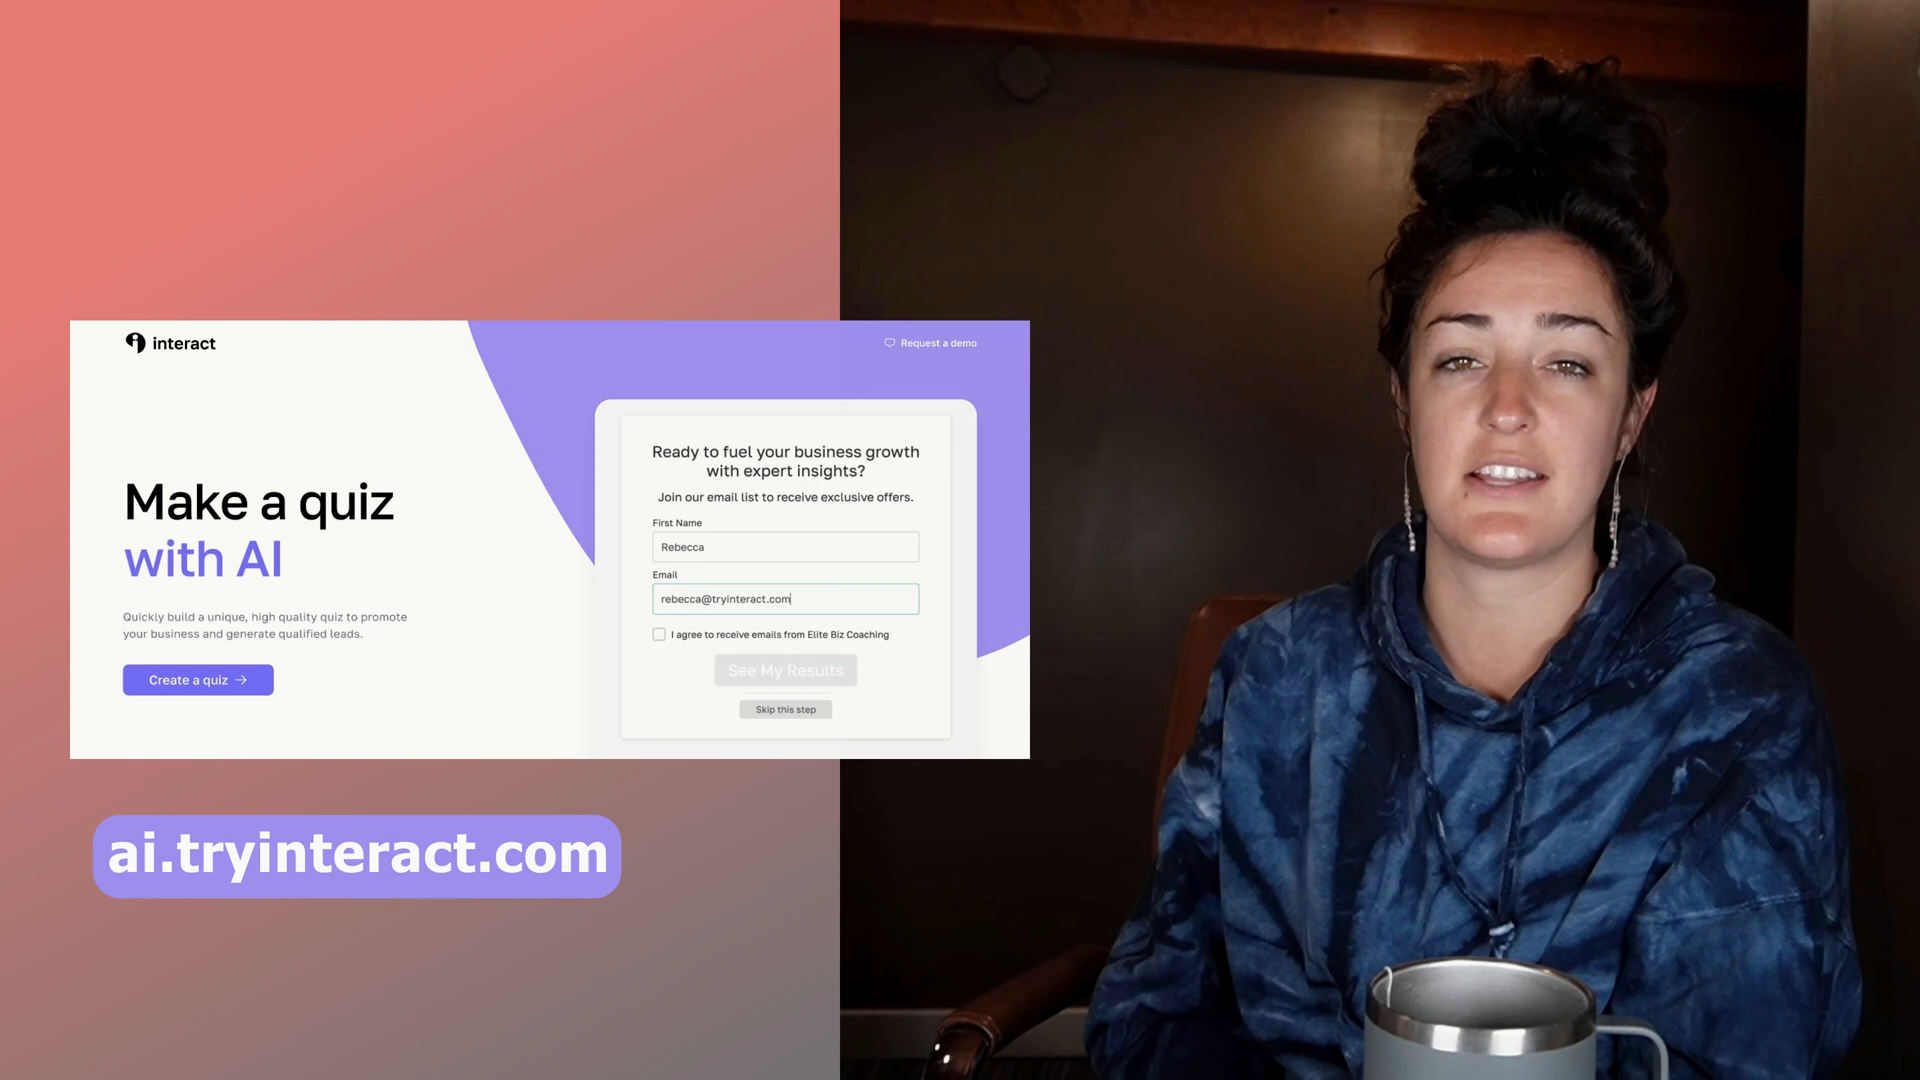 interact
Request a demo
Make a quiz
with AI
Quickly build a unique, high quality quiz to promote
your business and generate qualified leads.
Create a quiz →
Ready to fuel your business growth
with expert insights?
Join our email list to receive exclusive offers.
First Name
Rebecca
Email
rebecca@tryinteract.com
I agree to receive emails from Elite Biz Coaching
See My Results
Skip this step
ai.tryinteract.com